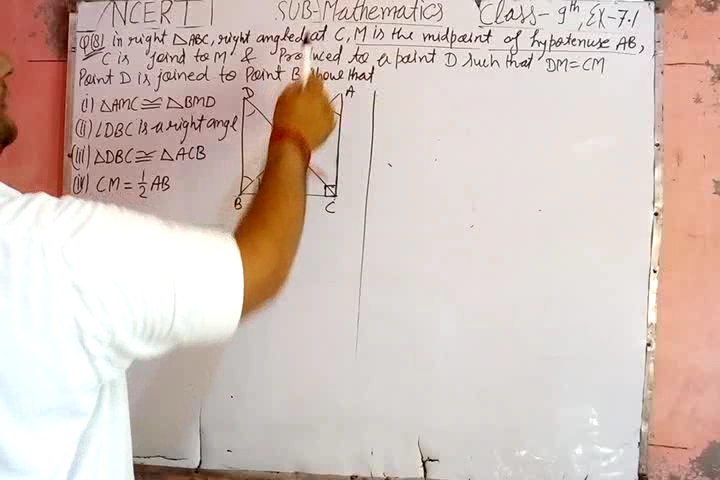 NCERT SUB-Mathematics Class-9th, EX-7.1
Q(8) In right △ABC, right angled at C, M is the midpoint of hypotenuse AB,
C is joind to M & Produced to a point D such that DM=CM
Point D is joined to Point B show that
(i) △AMC≅△BMD
(ii) ∠DBC is a right angl
(iii) △DBC≅△ACB
(iv) CM=1/2 AB
D A
B C